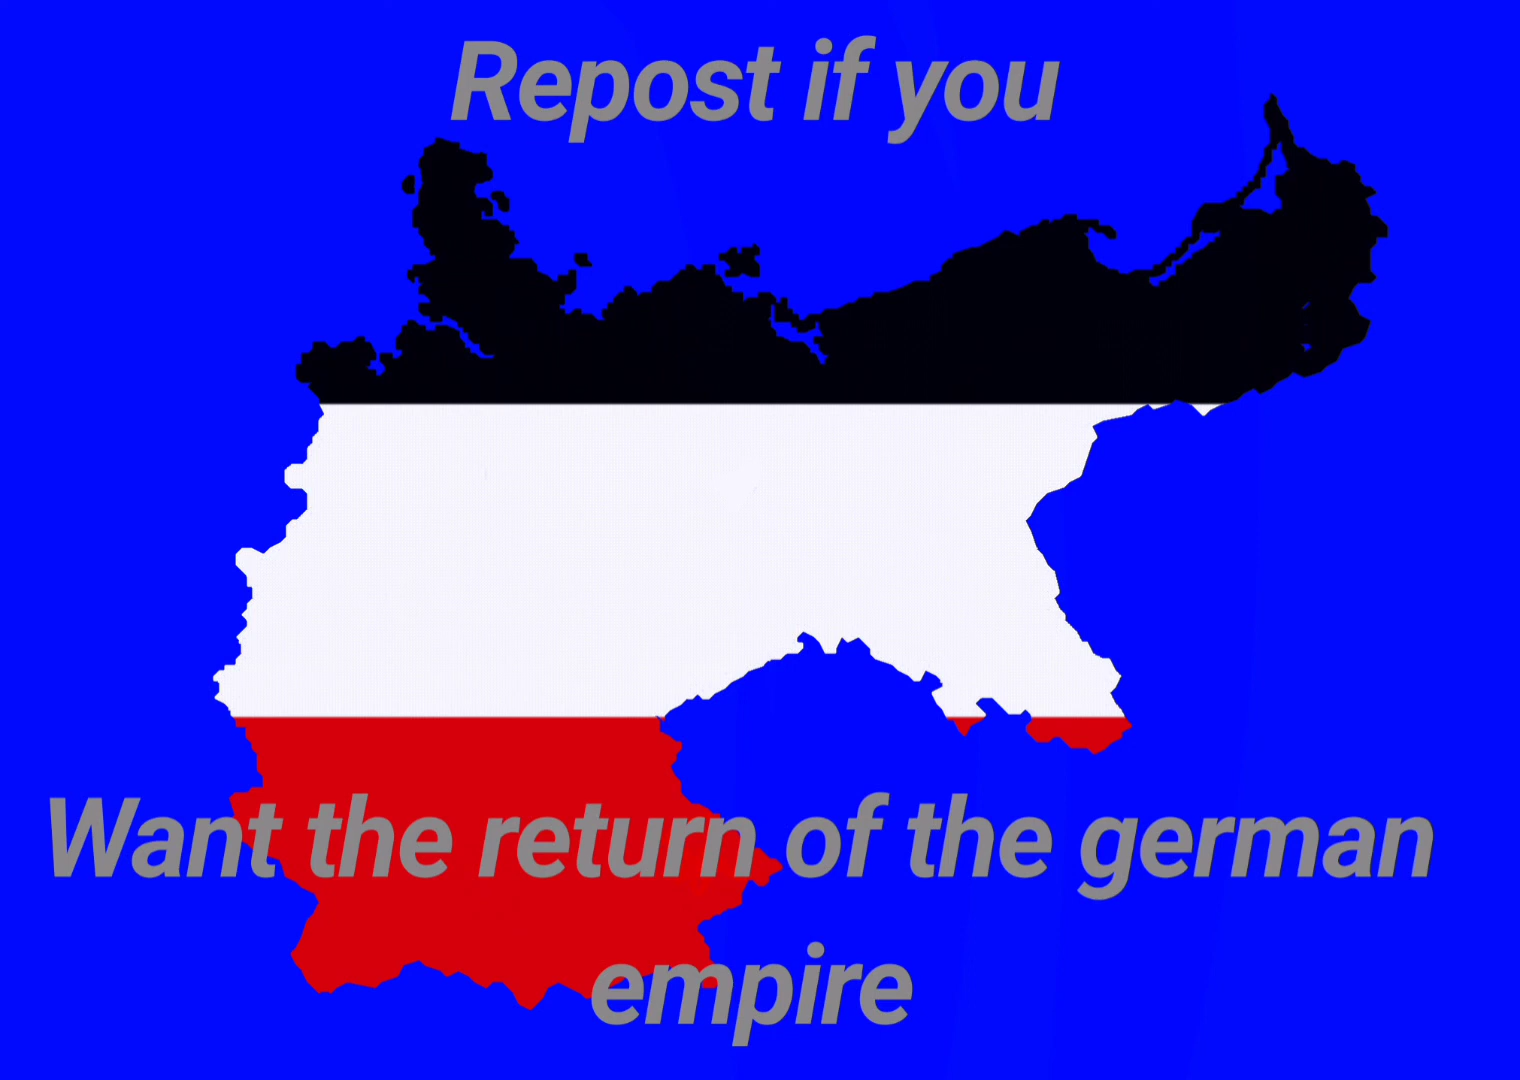 Repost if you
Want the return of the german
empire